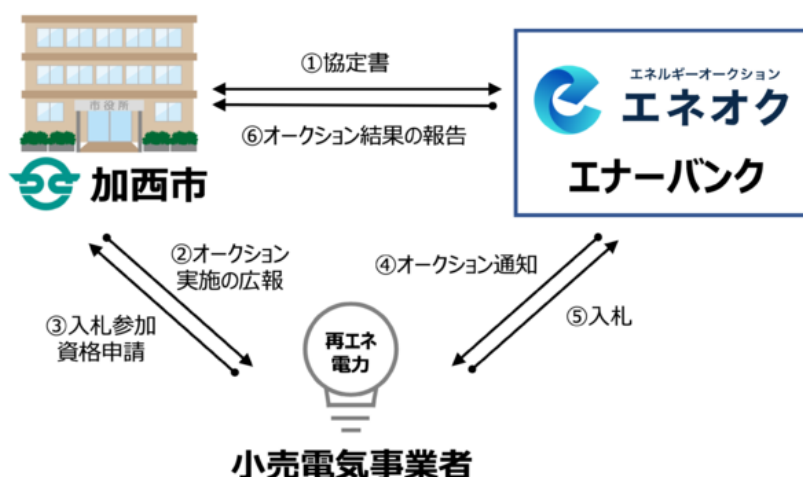 市役所
加西市
①協定書
⑥オークション結果の報告
エネルギーオークション
エネオク
エナーバンク
②オークション
実施の広報
③入札参加
資格申請
④オークション通知
⑤入札
再エネ
電力
小売電気事業者